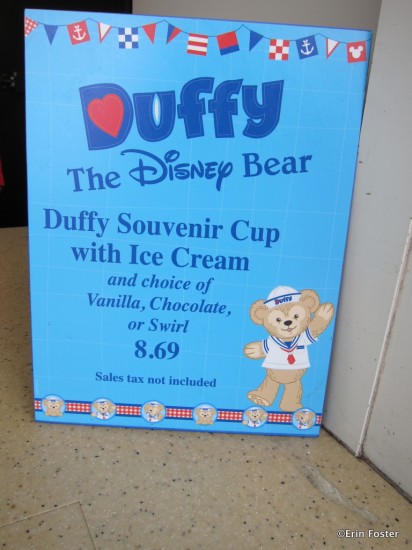 Duffy
The Disney Bear
Duffy Souvenir Cup
with Ice Cream
and choice of
Vanilla, Chocolate,
or Swirl
8.69
Sales tax not included
Duffy
©Erin Foster